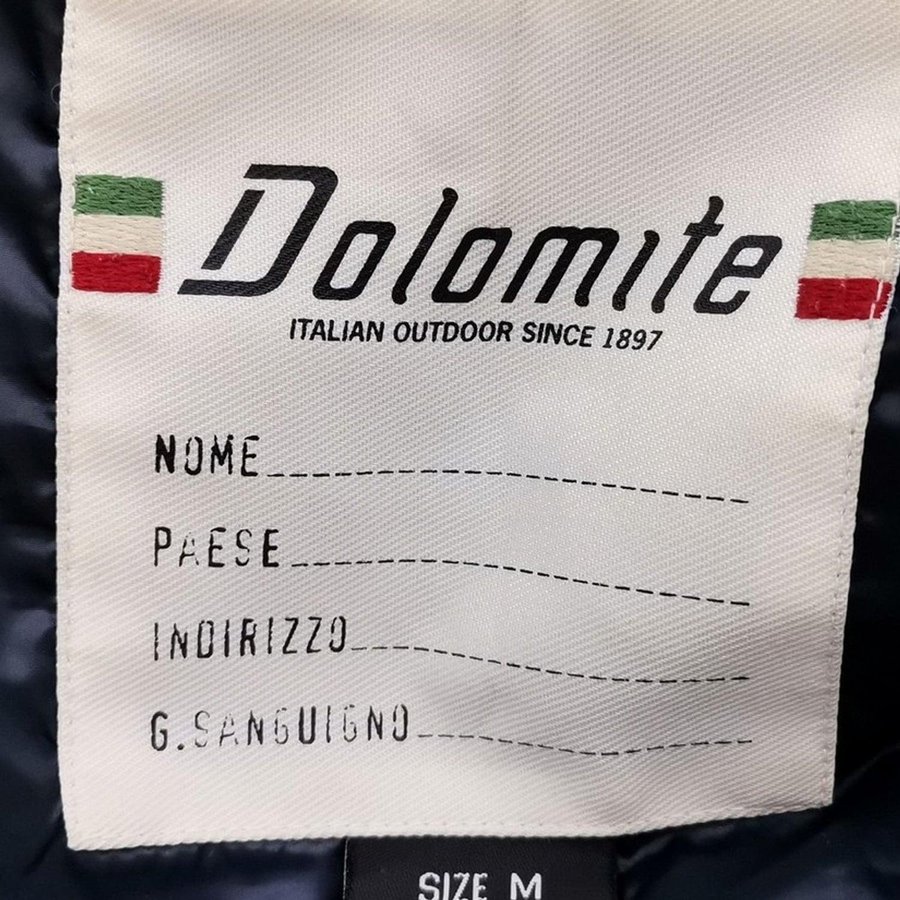 Dolomite
ITALIAN OUTDOOR SINCE 1897
NOME
PAESE
INDIRIZZO
G.SANGUIGNO
SIZE M